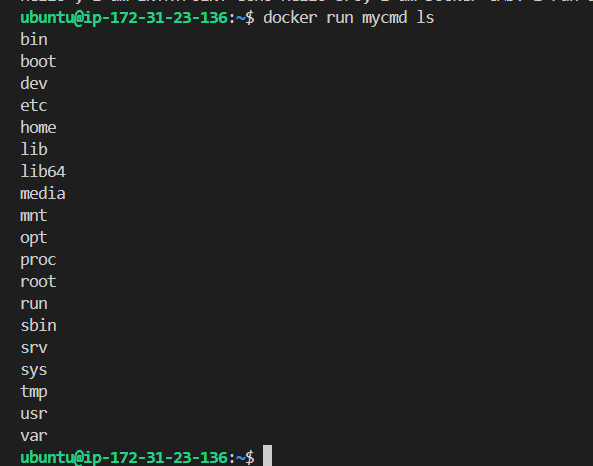 ubuntu@ip-172-31-23-136:~$ docker run mycmd ls
bin
boot
dev
etc
home
lib
lib64
media
mnt
opt
proc
root
run
sbin
srv
sys
tmp
usr
var
ubuntu@ip-172-31-23-136:~$